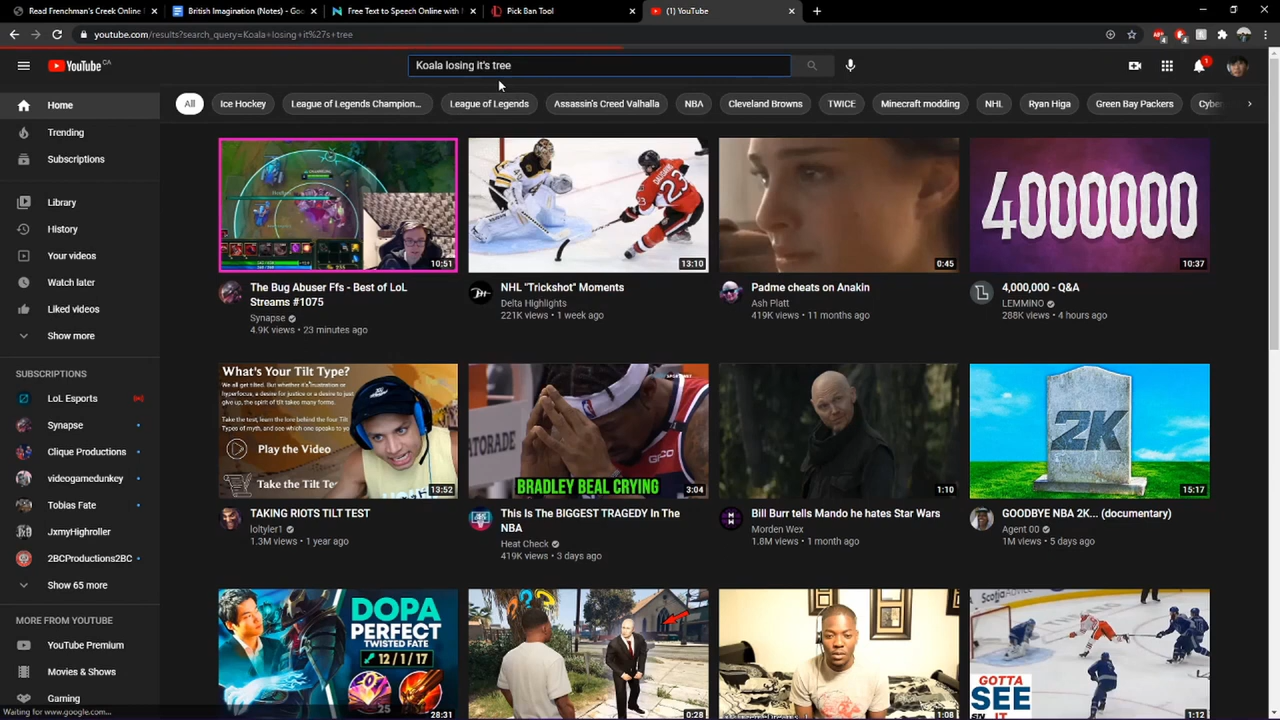 Read Frenchman's Creek Online
British Imagination (Notes) - Goo
Free Text to Speech Online with
Pick Ban Tool
(1) YouTube
youtube.com/results?search_query=Koala+losing+it%27s+tree
YouTube CA
Koala losing it's tree
1
All
Ice Hockey
League of Legends Champion...
League of Legends
Assassin's Creed Valhalla
NBA
Cleveland Browns
TWICE
Minecraft modding
NHL
Ryan Higa
Green Bay Packers
Cybe
Home
Trending
Subscriptions
Library
History
Your videos
Watch later
Liked videos
Show more
SUBSCRIPTIONS
LoL Esports
Synapse
Clique Productions
videogamedunkey
Tobias Fate
JxmyHighroller
2BCProductions2BC
Show 65 more
MORE FROM YOUTUBE
YouTube Premium
Movies & Shows
Gaming
10:51
The Bug Abuser Ffs - Best of LoL
Streams #1075
Synapse
4.9K views • 23 minutes ago
DZIURZYNSKI
23
13:10
NHL "Trickshot" Moments
Delta Highlights
221K views • 1 week ago
0:45
Padme cheats on Anakin
Ash Platt
419K views • 11 months ago
4000000
10:37
4,000,000 - Q&A
LEMMiNO
288K views • 4 hours ago
What's Your Tilt Type?
Play the Video
Take the Tilt Te
13:52
TAKING RIOTS TILT TEST
loltyler1
1.3M views • 1 year ago
GATORADE
GEICO
BRADLEY BEAL CRYING
3:04
This Is The BIGGEST TRAGEDY In The
NBA
Heat Check
419K views • 3 days ago
1:10
Bill Burr tells Mando he hates Star Wars
Morden Wex
1.8M views • 1 month ago
2K
15:17
GOODBYE NBA 2K... (documentary)
Agent 00
1M views • 5 days ago
DOPA
PERFECT
TWISTED FATE
12 / 1 / 17
25
28:31
???
0:28
1:08
Scotia
GOTTA
SEE
SN IT
1:12
Waiting for www.google.com...